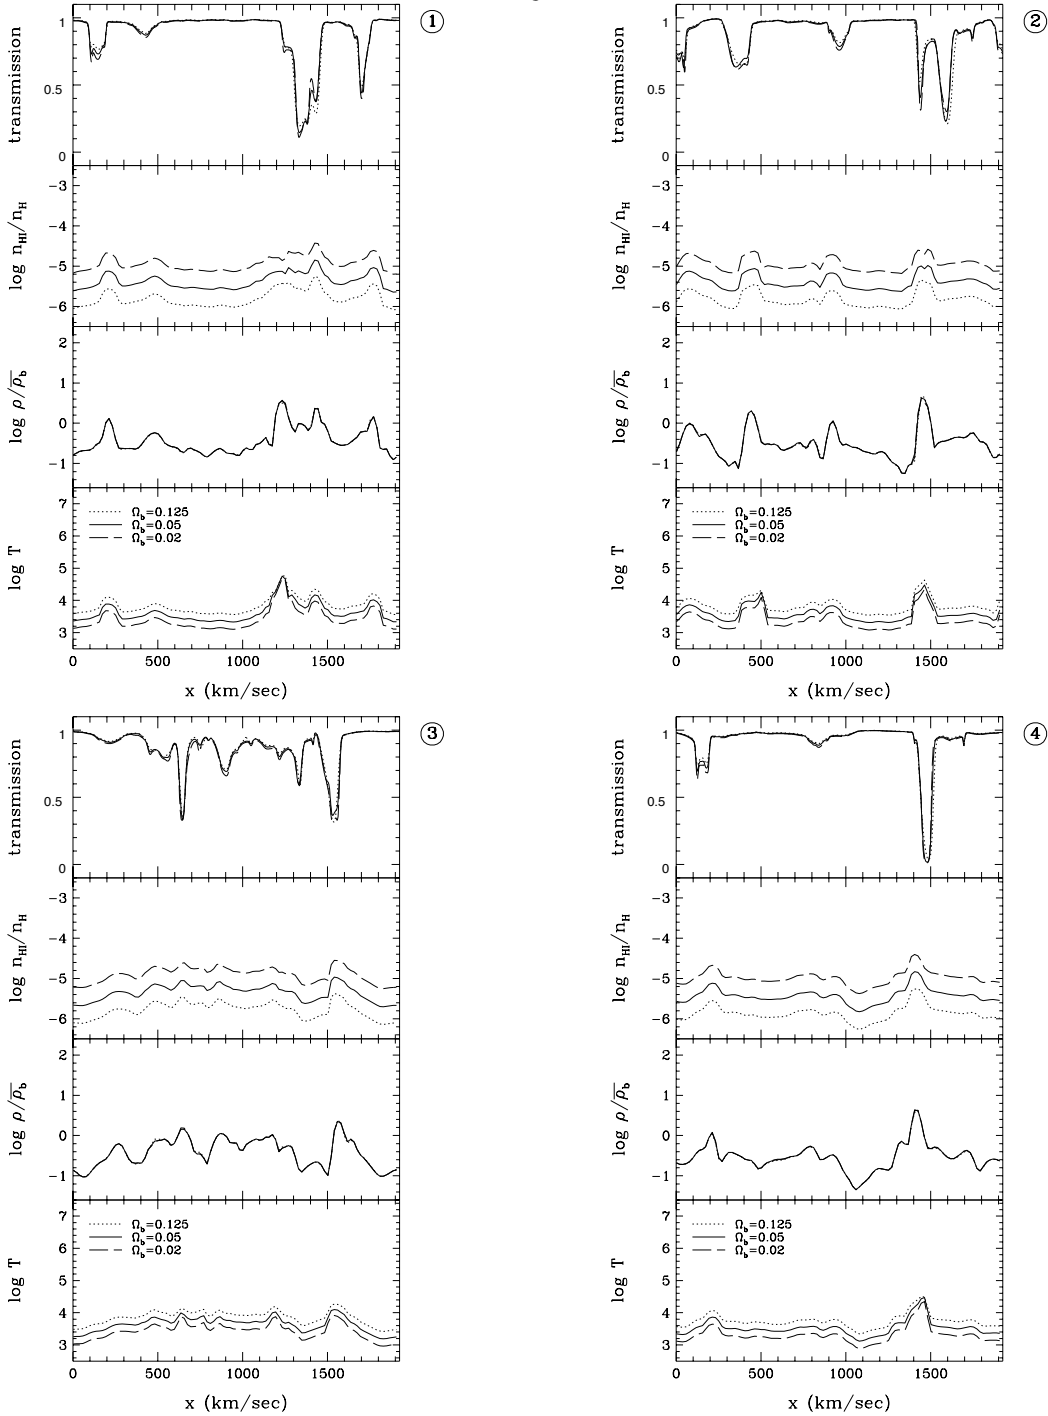 ①
transmission
1
0.5
0
log n_HI/n_H
−3
−4
−5
−6
log ρ/ρ̅_b
2
1
0
−1
log T
7
6
5
4
3
Ω_b=0.125
Ω_b=0.05
Ω_b=0.02
0 500 1000 1500
x (km/sec)
②
transmission
1
0.5
0
log n_HI/n_H
−3
−4
−5
−6
log ρ/ρ̅_b
2
1
0
−1
log T
7
6
5
4
3
Ω_b=0.125
Ω_b=0.05
Ω_b=0.02
0 500 1000 1500
x (km/sec)
③
transmission
1
0.5
0
log n_HI/n_H
−3
−4
−5
−6
log ρ/ρ̅_b
2
1
0
−1
log T
7
6
5
4
3
Ω_b=0.125
Ω_b=0.05
Ω_b=0.02
0 500 1000 1500
x (km/sec)
④
transmission
1
0.5
0
log n_HI/n_H
−3
−4
−5
−6
log ρ/ρ̅_b
2
1
0
−1
log T
7
6
5
4
3
Ω_b=0.125
Ω_b=0.05
Ω_b=0.02
0 500 1000 1500
x (km/sec)